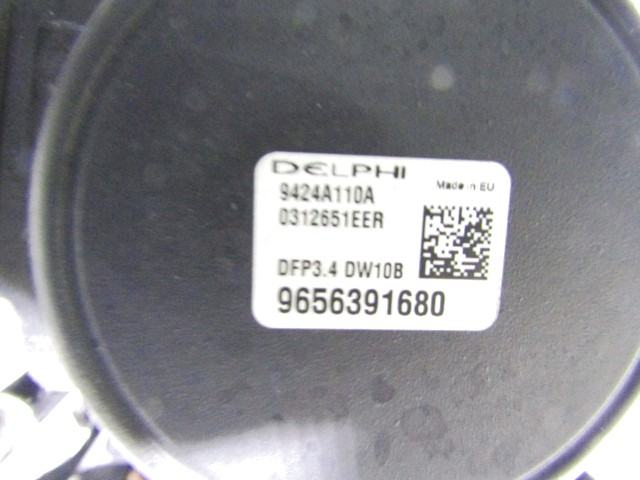 DELPHI
Made in EU
9424A110A
0312651EER
DFP3.4 DW10B
9656391680